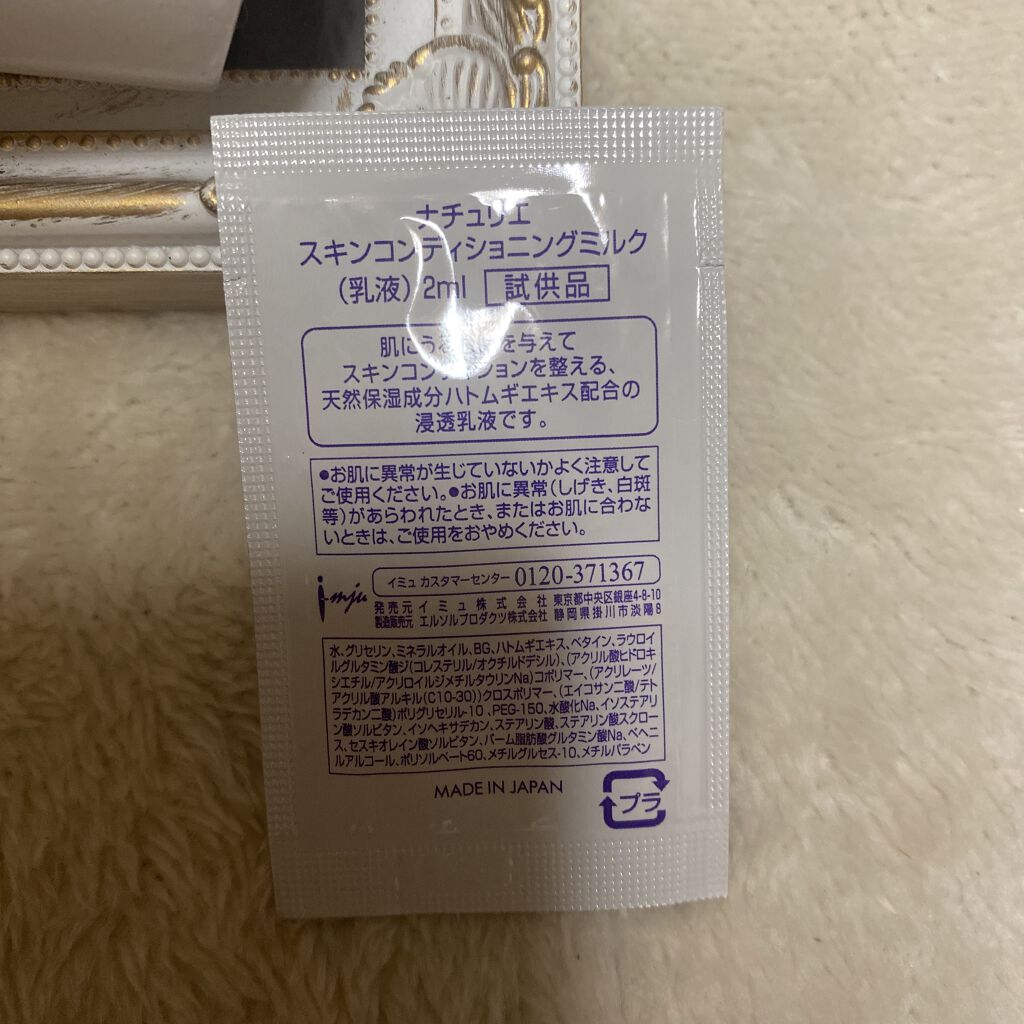 ナチュリエ
スキンコンディショニングミルク
(乳液) 2ml 試供品
肌にうるおいを与えて
スキンコンディションを整える、
天然保湿成分ハトムギエキス配合の
浸透乳液です。
●お肌に異常が生じていないかよく注意して
ご使用ください。●お肌に異常(しげき、白斑
等)があらわれたとき、またはお肌に合わな
いときは、ご使用をおやめください。
i-mju
イミュ カスタマーセンター 0120-371367
発売元 イミュ株式会社 東京都中央区銀座4-8-10
製造販売元 エルソルプロダクツ株式会社 静岡県掛川市淡陽8
水、グリセリン、ミネラルオイル、BG、ハトムギエキス、ベタイン、ラウロイ
ルグルタミン酸ジ(コレステリル/オクチルドデシル)、(アクリル酸ヒドロキ
シエチル/アクリロイルジメチルタウリンNa)コポリマー、(アクリレーツ/
アクリル酸アルキル(C10-30))クロスポリマー、(エイコサン二酸/テト
ラデカン二酸)ポリグリセリル-10、PEG-150、水酸化Na、イソステアリ
ン酸ソルビタン、イソヘキサデカン、ステアリン酸、ステアリン酸スクロー
ス、セスキオレイン酸ソルビタン、パーム脂肪酸グルタミン酸Na、ベヘニ
ルアルコール、ポリソルベート60、メチルグルセス-10、メチルパラベン
MADE IN JAPAN
プラ